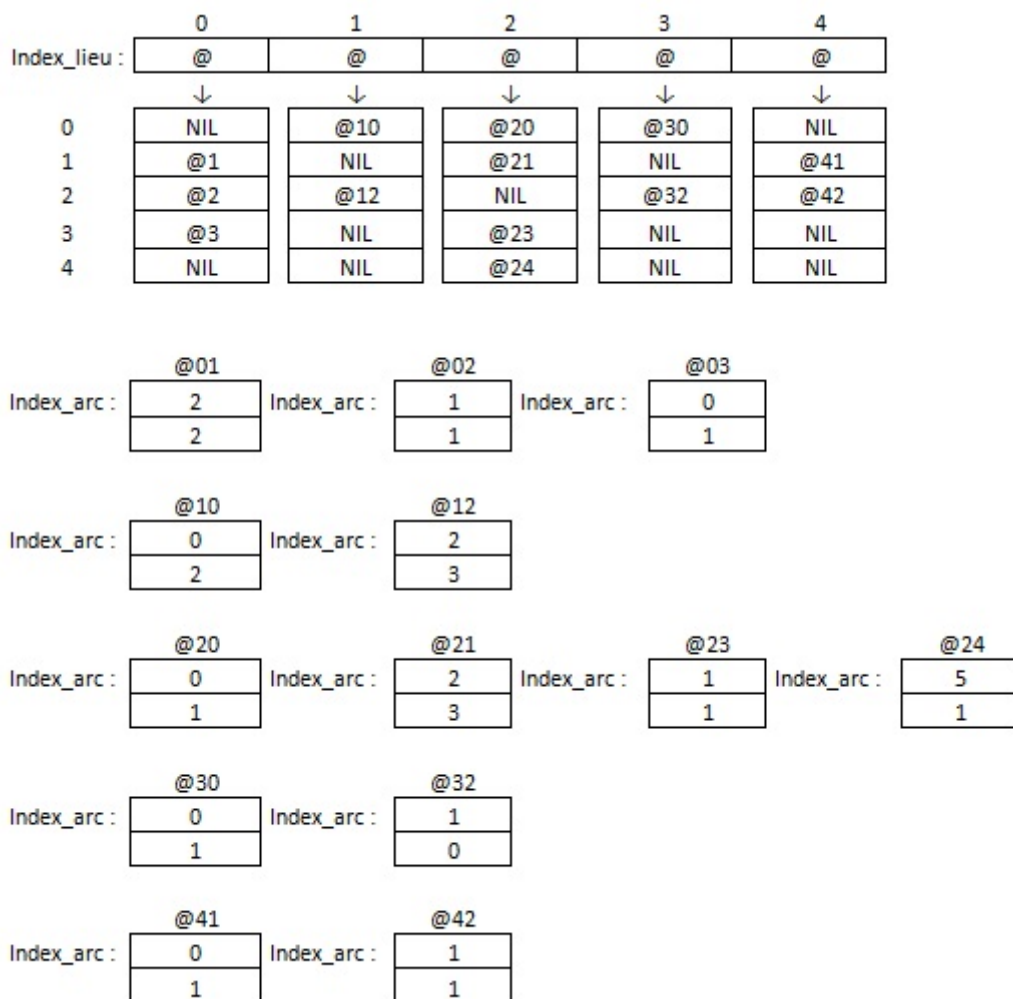 0 1 2 3 4
Index_lieu : @ @ @ @ @
↓ ↓ ↓ ↓ ↓
0 NIL @10 @20 @30 NIL
1 @1 NIL @21 NIL @41
2 @2 @12 NIL @32 @42
3 @3 NIL @23 NIL NIL
4 NIL NIL @24 NIL NIL
@01 @02 @03
Index_arc : 2 Index_arc : 1 Index_arc : 0
2 1 1
@10 @12
Index_arc : 0 Index_arc : 2
2 3
@20 @21 @23 @24
Index_arc : 0 Index_arc : 2 Index_arc : 1 Index_arc : 5
1 3 1 1
@30 @32
Index_arc : 0 Index_arc : 1
1 0
@41 @42
Index_arc : 0 Index_arc : 1
1 1